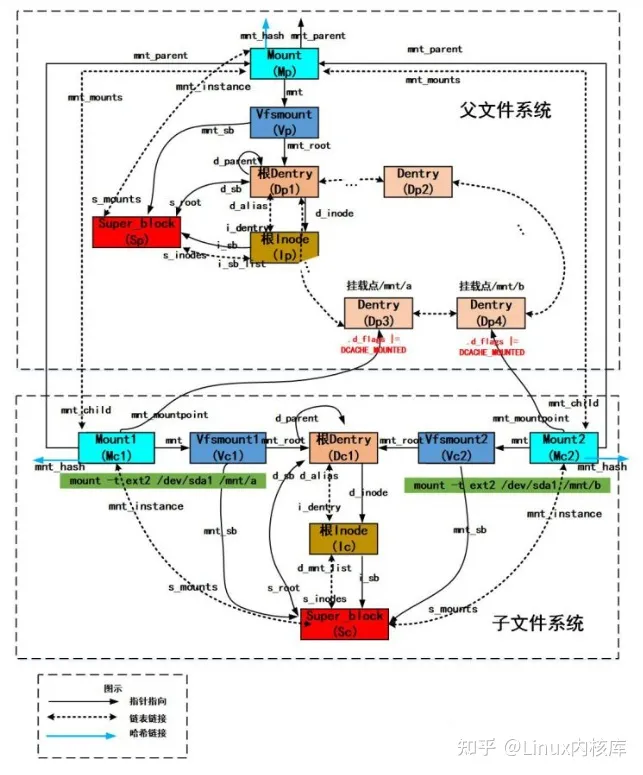 mnt_hash
mnt_parent
mnt_parent
Mount
(Mp)
mnt_parent
mnt_mounts
mnt_instance
mnt
mnt_mounts
Vfsmount
(Vp)
父文件系统
mnt_sb
mnt_root
d_parent
根Dentry
(Dp1)
...
Dentry
(Dp2)
s_mounts
s_root
d_sb
d_alias
d_inode
Super_block
(Sp)
i_dentry
i_sb
根Inode
(Ip)
s_inodes
i_sb_list
挂载点/mnt/a
挂载点/mnt/b
Dentry
(Dp3)
Dentry
(Dp4)
.d_flags |=
DCACHE_MOUNTED
.d_flags |=
DCACHE_MOUNTED
mnt_child
mnt_mountpoint
mnt_mountpoint
mnt_child
d_parent
Mount1
(Mc1)
mnt
Vfsmount1
(Vc1)
mnt_root
根Dentry
(Dc1)
mnt_root
Vfsmount2
(Vc2)
mnt
Mount2
(Mc2)
mnt_hash
mnt_hash
mount -t ext2 /dev/sda1 /mnt/a
d_sb
d_alias
mount -t ext2 /dev/sda1 /mnt/b
d_inode
mnt_sb
i_dentry
mnt_sb
mnt_instance
根Inode
(Ic)
d_mnt_list
s_mounts
s_root
s_inodes
i_sb
s_mounts
Super_block
(Sc)
子文件系统
图示
指针指向
链表链接
哈希链接
知乎 @Linux内核库